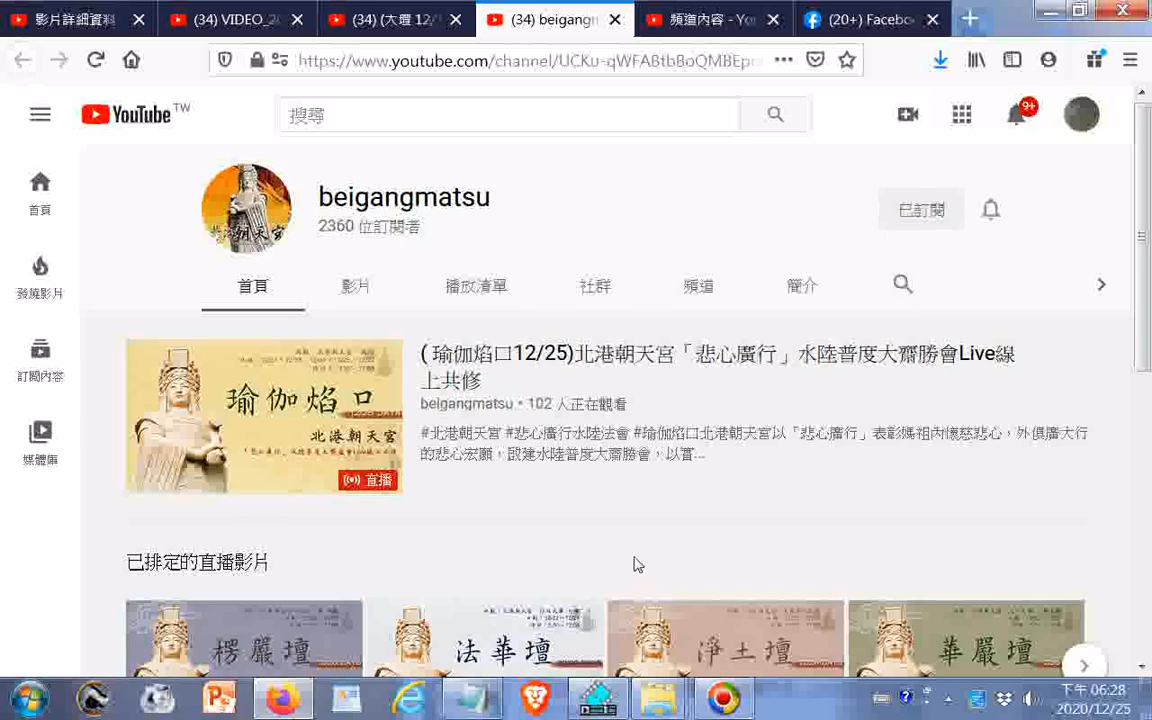 影片詳細資料
(34) VIDEO_2
(34) (大壇 12/
(34) beigangm
頻道內容 - Yo
(20+) Facebo
https://www.youtube.com/channel/UCKu-qWFABtbBoQMBEp
YouTube TW
搜尋
9+
首頁
發燒影片
訂閱內容
媒體庫
beigangmatsu
2360 位訂閱者
已訂閱
首頁 影片 播放清單 社群 頻道 簡介
瑜伽焰口
北港朝天宮
直播
(瑜伽焰口12/25)北港朝天宮「悲心廣行」水陸普度大齋勝會Live線
上共修
beigangmatsu • 102 人正在觀看
#北港朝天宮 #悲心廣行水陸法會 #瑜伽焰口北港朝天宮以「悲心廣行」表彰媽祖內懷慈悲心，外俱廣大行
的悲心宏願，啟建水陸普度大齋勝會，以響...
已排定的直播影片
楞嚴壇
法華壇
淨土壇
華嚴壇
下午 06:28
2020/12/25